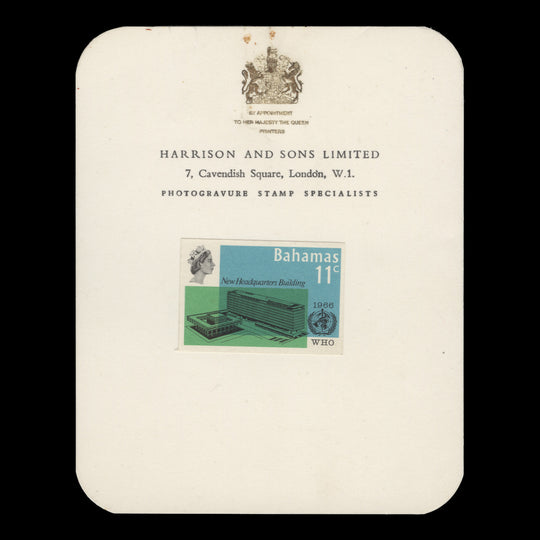 BY APPOINTMENT
TO HER MAJESTY THE QUEEN
PRINTERS
HARRISON AND SONS LIMITED
7, Cavendish Square, London, W.1.
PHOTOGRAVURE STAMP SPECIALISTS
Bahamas
11c
New Headquarters Building
1966
WHO